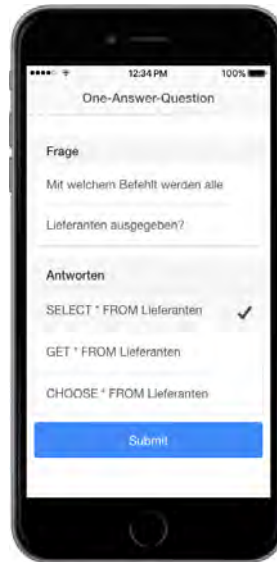 12:34 PM 100%
One-Answer-Question
Frage
Mit welchem Befehlt werden alle
Lieferanten ausgegeben?
Antworten
SELECT * FROM Lieferanten
GET * FROM Lieferanten
CHOOSE * FROM Lieferanten
Submit